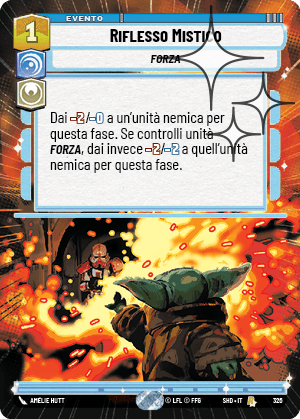 EVENTO
1
RIFLESSO MISTICO
FORZA
Dai -2/-0 a un'unità nemica per
questa fase. Se controlli unità
FORZA, dai invece -2/-2 a quell'unità
nemica per questa fase.
AMÉLIE HUTT © LFL © FFG SHD • IT 326